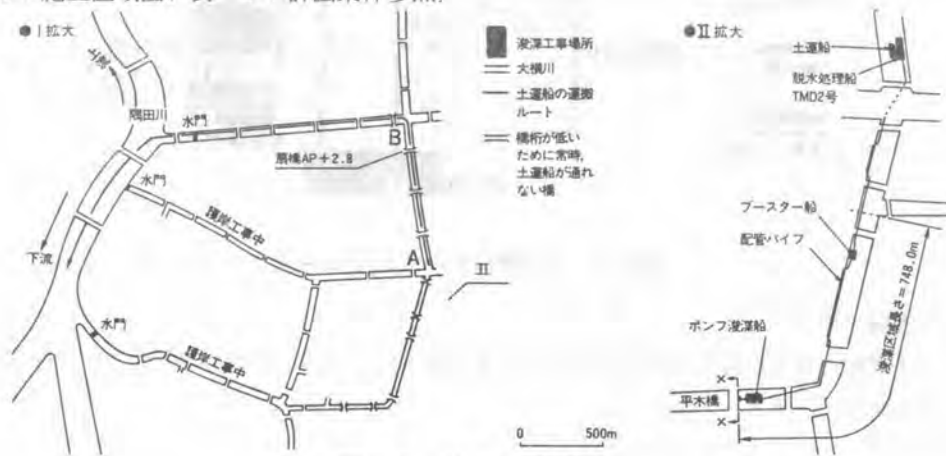 ●Ⅰ拡大
上流
隅田川
水門
B
扇橋AP+2.8
水門
護岸工事中
下流
A
Ⅱ
水門
護岸工事中
0 500m
浚渫工事場所
大横川
土運船の運搬
ルート
橋桁が低い
ために常時,
土運船が通れ
ない橋
●Ⅱ拡大
土運船
脱水処理船
TMD2号
ブースター船
配管パイプ
浚渫区域長さ=748.0m
ポンプ浚渫船
平木橋